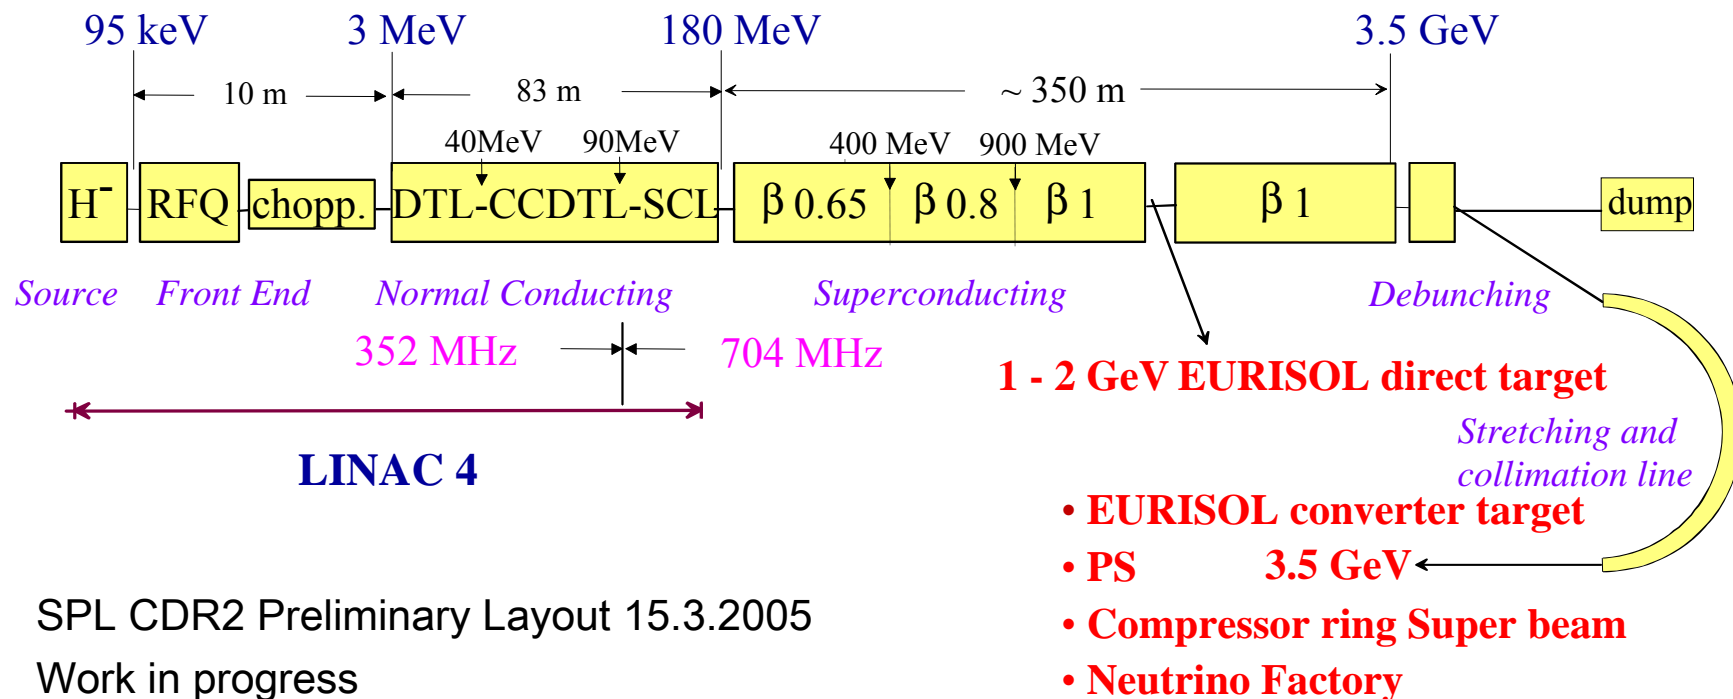 95 keV 3 MeV 180 MeV 3.5 GeV
10 m 83 m ~ 350 m
40MeV 90MeV 400 MeV 900 MeV
H⁻ RFQ chopp. DTL-CCDTL-SCL β 0.65 β 0.8 β 1 β 1 dump
Source Front End Normal Conducting Superconducting Debunching
352 MHz 704 MHz
1 - 2 GeV EURISOL direct target
Stretching and
collimation line
LINAC 4
• EURISOL converter target
• PS 3.5 GeV
• Compressor ring Super beam
• Neutrino Factory
SPL CDR2 Preliminary Layout 15.3.2005
Work in progress